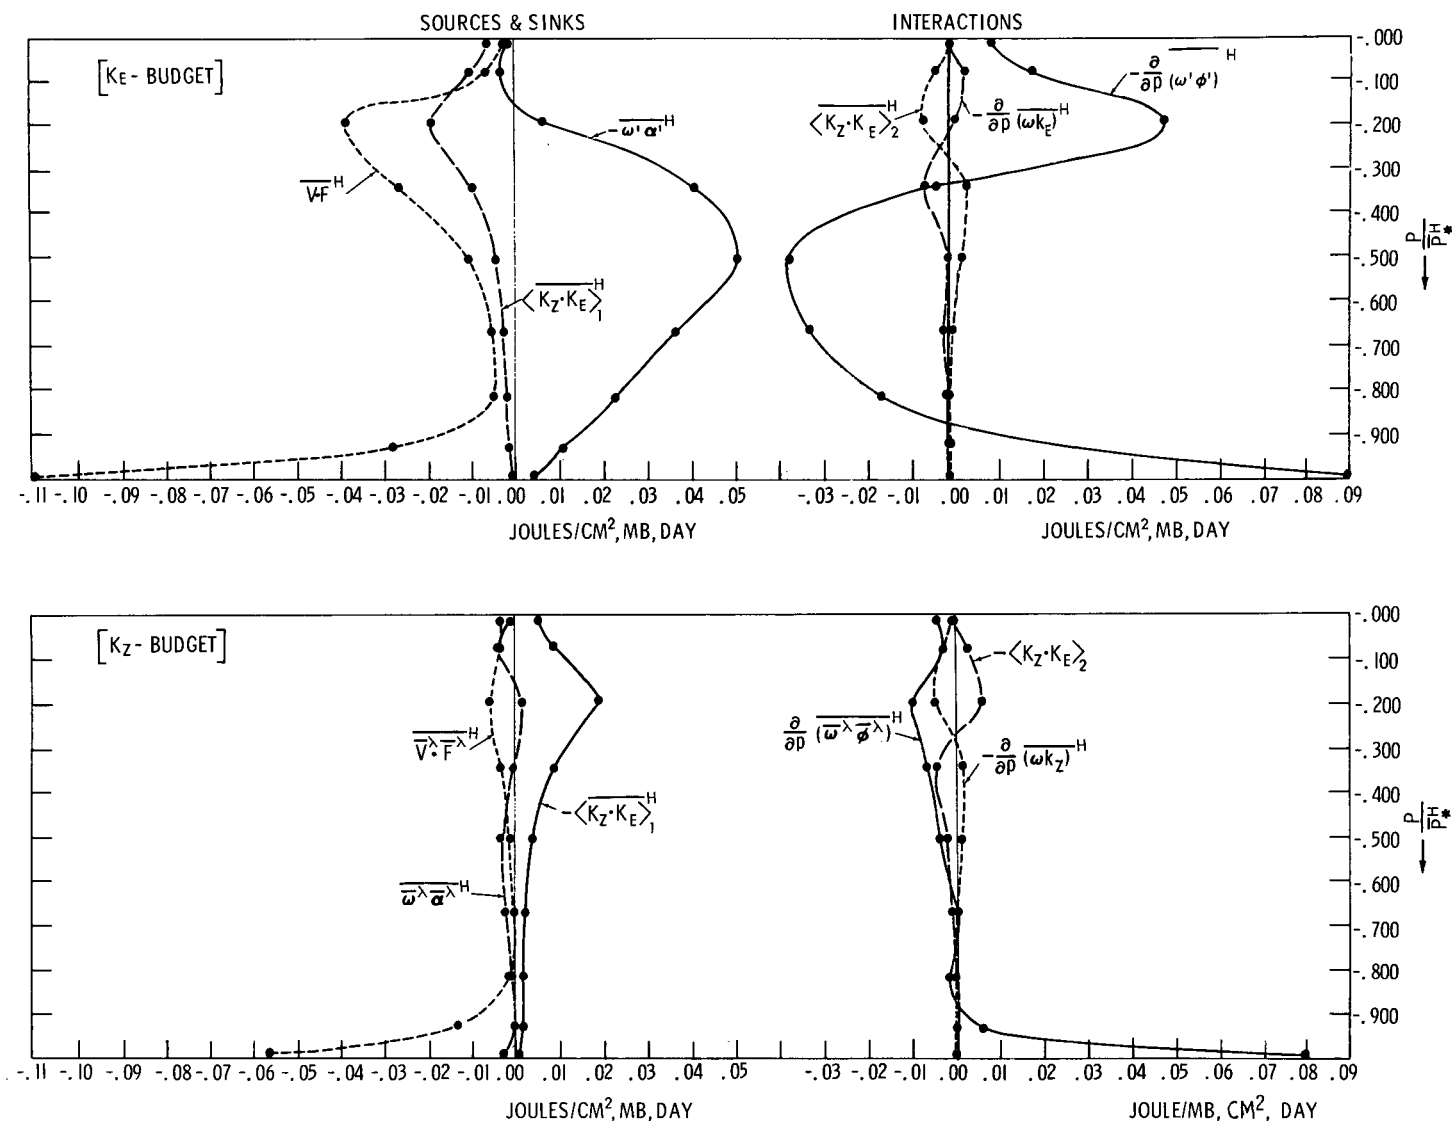 SOURCES & SINKS
INTERACTIONS
[KE - BUDGET]
-∂/∂p (ω'ϕ')‾H
<KZ·KE>2‾H
-∂/∂p (ωkE)‾H
-ω'α'‾H
V·F‾H
<KZ·KE>1‾H
-.000
-.100
-.200
-.300
-.400
-.500
-.600
-.700
-.800
-.900
P/P̄*H
-.11 -.10 -.09 -.08 -.07 -.06 -.05 -.04 -.03 -.02 -.01 .00 .02 .03 .04 .05
-.03 -.02 -.01 .00 .02 .03 .04 .05 .06 .07 .08 .09
JOULES/CM², MB, DAY
JOULES/CM², MB, DAY
[KZ - BUDGET]
-<KZ·KE>2
V̄λ·F̄λ‾H
∂/∂p (ω̄λ ϕ̄λ)‾H
-∂/∂p (ωkZ)‾H
-<KZ·KE>1‾H
ω̄λ ᾱλ‾H
-.000
-.100
-.200
-.300
-.400
-.500
-.600
-.700
-.800
-.900
P/P̄*H
-.11 -.10 -.09 -.08 -.07 -.06 -.05 -.04 -.03 -.02 -.01 .00 .02 .03 .04 .05
-.03 -.02 -.01 .00 .01 .02 .03 .04 .05 .06 .07 .08 .09
JOULES/CM², MB, DAY
JOULE/MB, CM², DAY